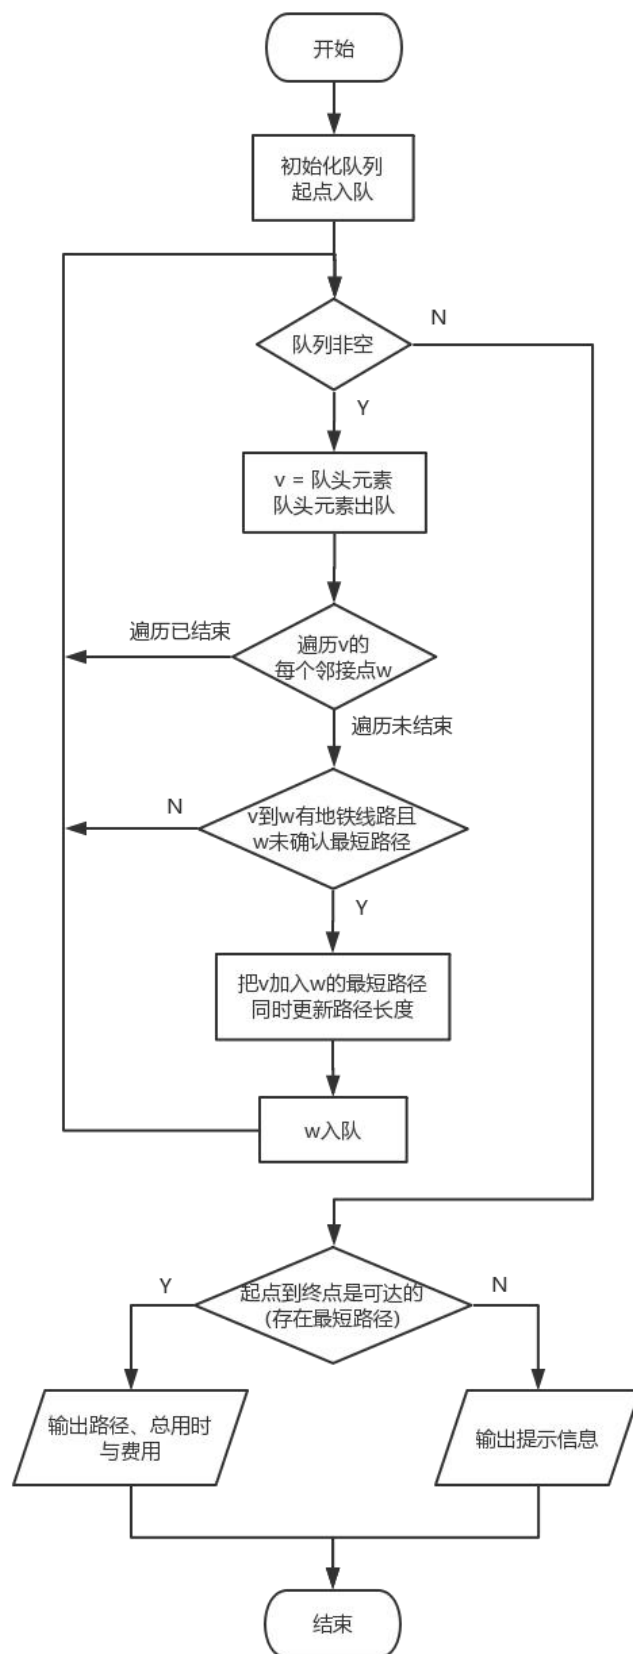 开始
初始化队列
起点入队
队列非空
N
Y
v = 队头元素
队头元素出队
遍历已结束
遍历v的
每个邻接点w
遍历未结束
N
v到w有地铁线路且
w未确认最短路径
Y
把v加入w的最短路径
同时更新路径长度
w入队
Y
起点到终点是可达的
(存在最短路径)
N
输出路径、总用时
与费用
输出提示信息
结束